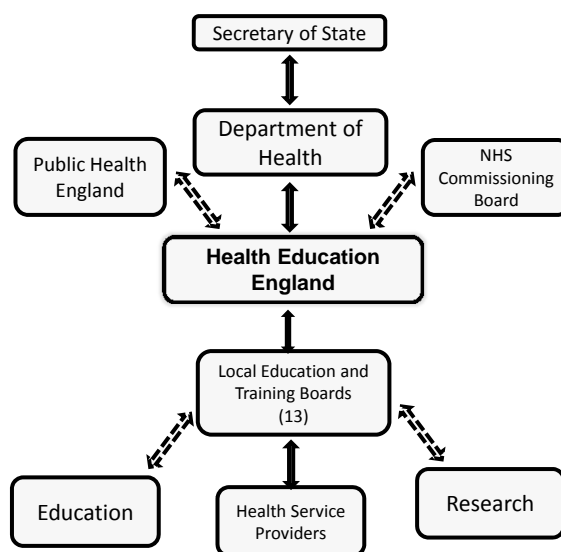 Secretary of State
Department of
Health
Public Health
England
NHS
Commissioning
Board
Health Education
England
Local Education and
Training Boards
(13)
Education
Health Service
Providers
Research